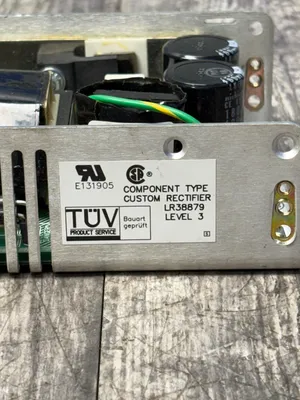 E131905
COMPONENT TYPE
CUSTOM RECTIFIER
LR38879
LEVEL 3
TÜV
PRODUCT SERVICE
Bauart
geprüft